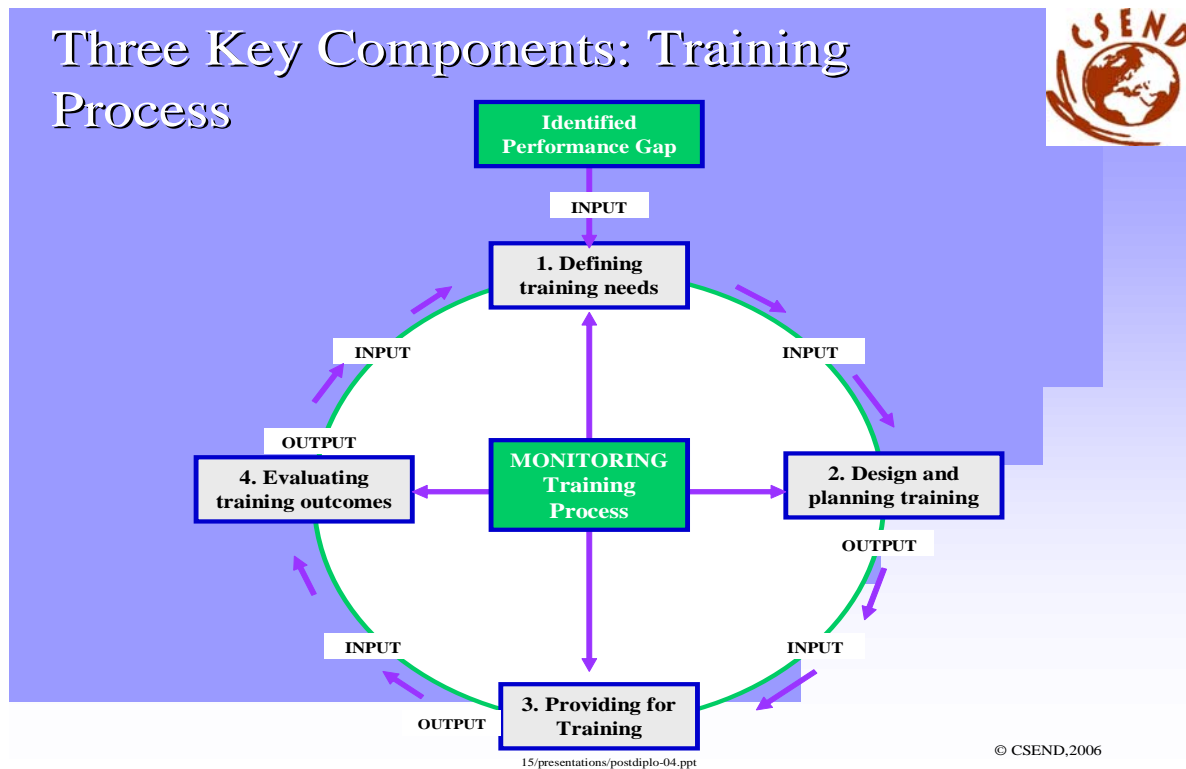 Three Key Components: Training
Process
CSEND
Identified
Performance Gap
INPUT
1. Defining
training needs
INPUT
INPUT
OUTPUT
4. Evaluating
training outcomes
MONITORING
Training
Process
2. Design and
planning training
OUTPUT
INPUT
INPUT
3. Providing for
Training
OUTPUT
© CSEND,2006
15/presentations/postdiplo-04.ppt